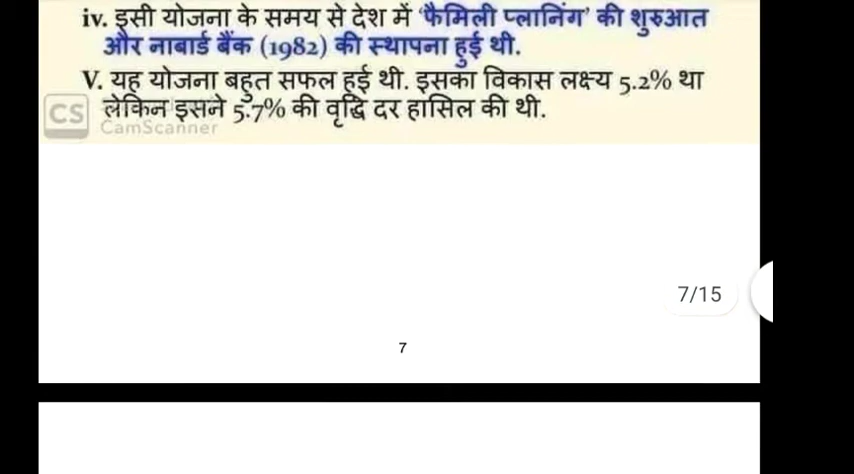 iv. इसी योजना के समय से देश में 'फैमिली प्लानिंग' की शुरुआत
और नाबार्ड बैंक (1982) की स्थापना हुई थी.
V. यह योजना बहुत सफल हुई थी. इसका विकास लक्ष्य 5.2% था
लेकिन इसने 5.7% की वृद्धि दर हासिल की थी.
CS
CamScanner
7/15
7